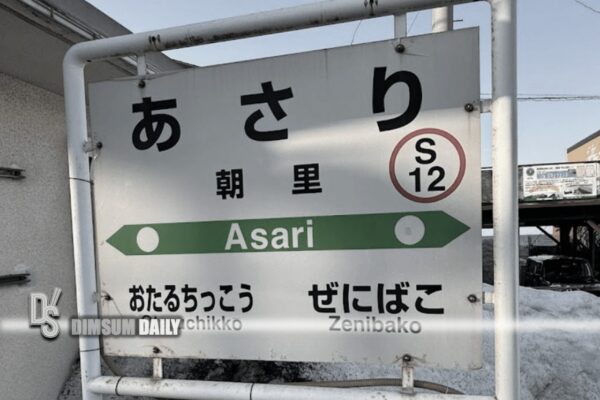 あさり
朝里
S
12
Asari
おたるちっこう ぜにばこ
chikko Zenibako
DS DIMSUM DAILY